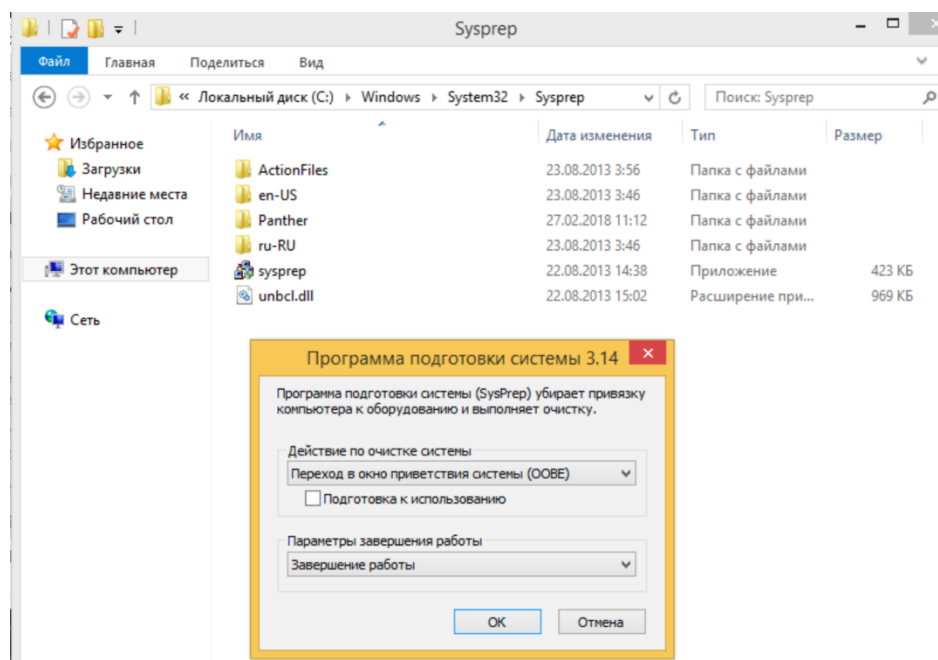 Sysprep
Файл Главная Поделиться Вид
« Локальный диск (C:) Windows System32 Sysprep Поиск: Sysprep
Имя Дата изменения Тип Размер
Избранное
Загрузки
Недавние места
Рабочий стол
Этот компьютер
Сеть
ActionFiles 23.08.2013 3:56 Папка с файлами
en-US 23.08.2013 3:46 Папка с файлами
Panther 27.02.2018 11:12 Папка с файлами
ru-RU 23.08.2013 3:46 Папка с файлами
sysprep 22.08.2013 14:38 Приложение 423 КБ
unbcl.dll 22.08.2013 15:02 Расширение при... 969 КБ
Программа подготовки системы 3.14
Программа подготовки системы (SysPrep) убирает привязку
компьютера к оборудованию и выполняет очистку.
Действие по очистке системы
Переход в окно приветствия системы (OOBE)
Подготовка к использованию
Параметры завершения работы
Завершение работы
ОК Отмена